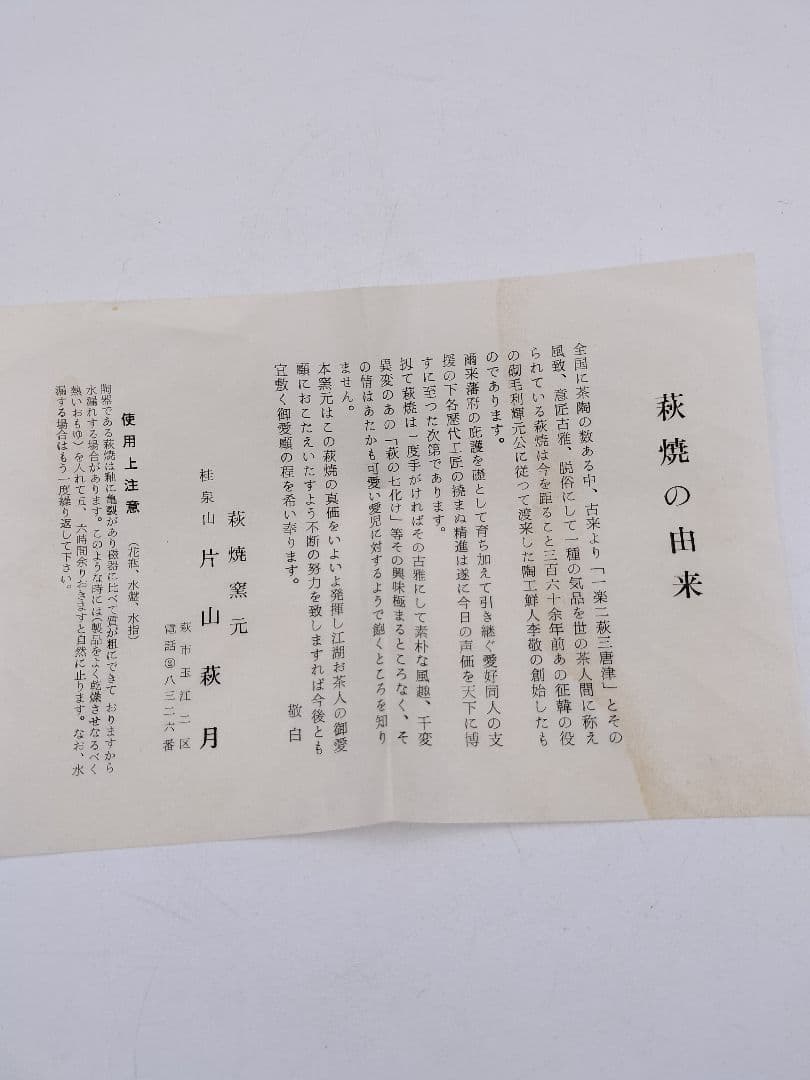 萩焼の由来
全国に茶陶の数ある中、古来より「一楽二萩三唐津」とその
風致、意匠古雅、脱俗にして一種の気品を世の茶人間に称え
られている萩焼は今を距ること三百六十余年前あの征韓の役
の砌毛利輝元公に従つて渡来した陶工鮮人李敬の創始したも
のであります。
爾来藩府の庇護を礎として育ち加えて引き継ぐ愛好同人の支
援の下各歴代工匠の撓まぬ精進は遂に今日の声価を天下に博
すに至つた次第であります。
扨て萩焼は一度手がければその古雅にして素朴な風趣、千変
異変のあの「萩の七化け」等その興味極まるところなく、そ
の情はあたかも可愛い愛児に対するようで飽くところを知り
ません。
本窯元はこの萩焼の真価をいよいよ発揮し江湖お茶人の御愛
顧におこたえいたすよう不断の努力を致しますれば今後とも
宜敷く御愛顧の程を希い奉ります。
敬白
萩焼窯元
桂泉山 片山萩月
萩市玉江二区
電話②八三二六番
使用上注意 (花瓶、水盤、水指)
陶器である萩焼は釉に亀裂があり磁器に比べて質が粗にできて おりますから
水漏れする場合があります。このような時には(製品をよく乾燥させなるべく
熱いおもゆ)を入れて五、六時間余りおきますと自然に止ります。なお、水
漏する場合はもう一度繰り返して下さい。